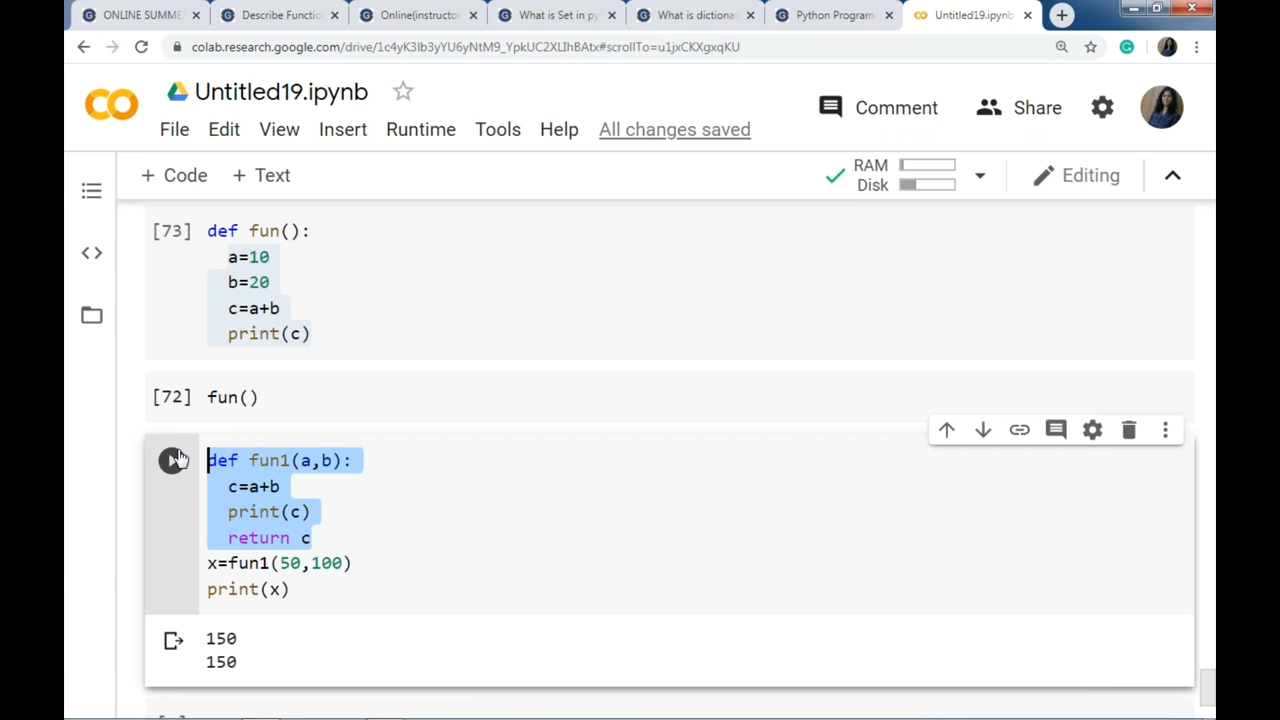 ONLINE SUMME
Describe Functio
Online(instructor
What is Set in py
What is dictiona
Python Program
Untitled19.ipynb
colab.research.google.com/drive/1c4yK3Ib3yYU6yNtM9_YpkUC2XLIhBAtx#scrollTo=u1jxCKXgxqKU
Untitled19.ipynb
Comment
Share
File Edit View Insert Runtime Tools Help All changes saved
+ Code + Text
RAM
Disk
Editing
[73] def fun():
a=10
b=20
c=a+b
print(c)
[72] fun()
def fun1(a,b):
c=a+b
print(c)
return c
x=fun1(50,100)
print(x)
150
150